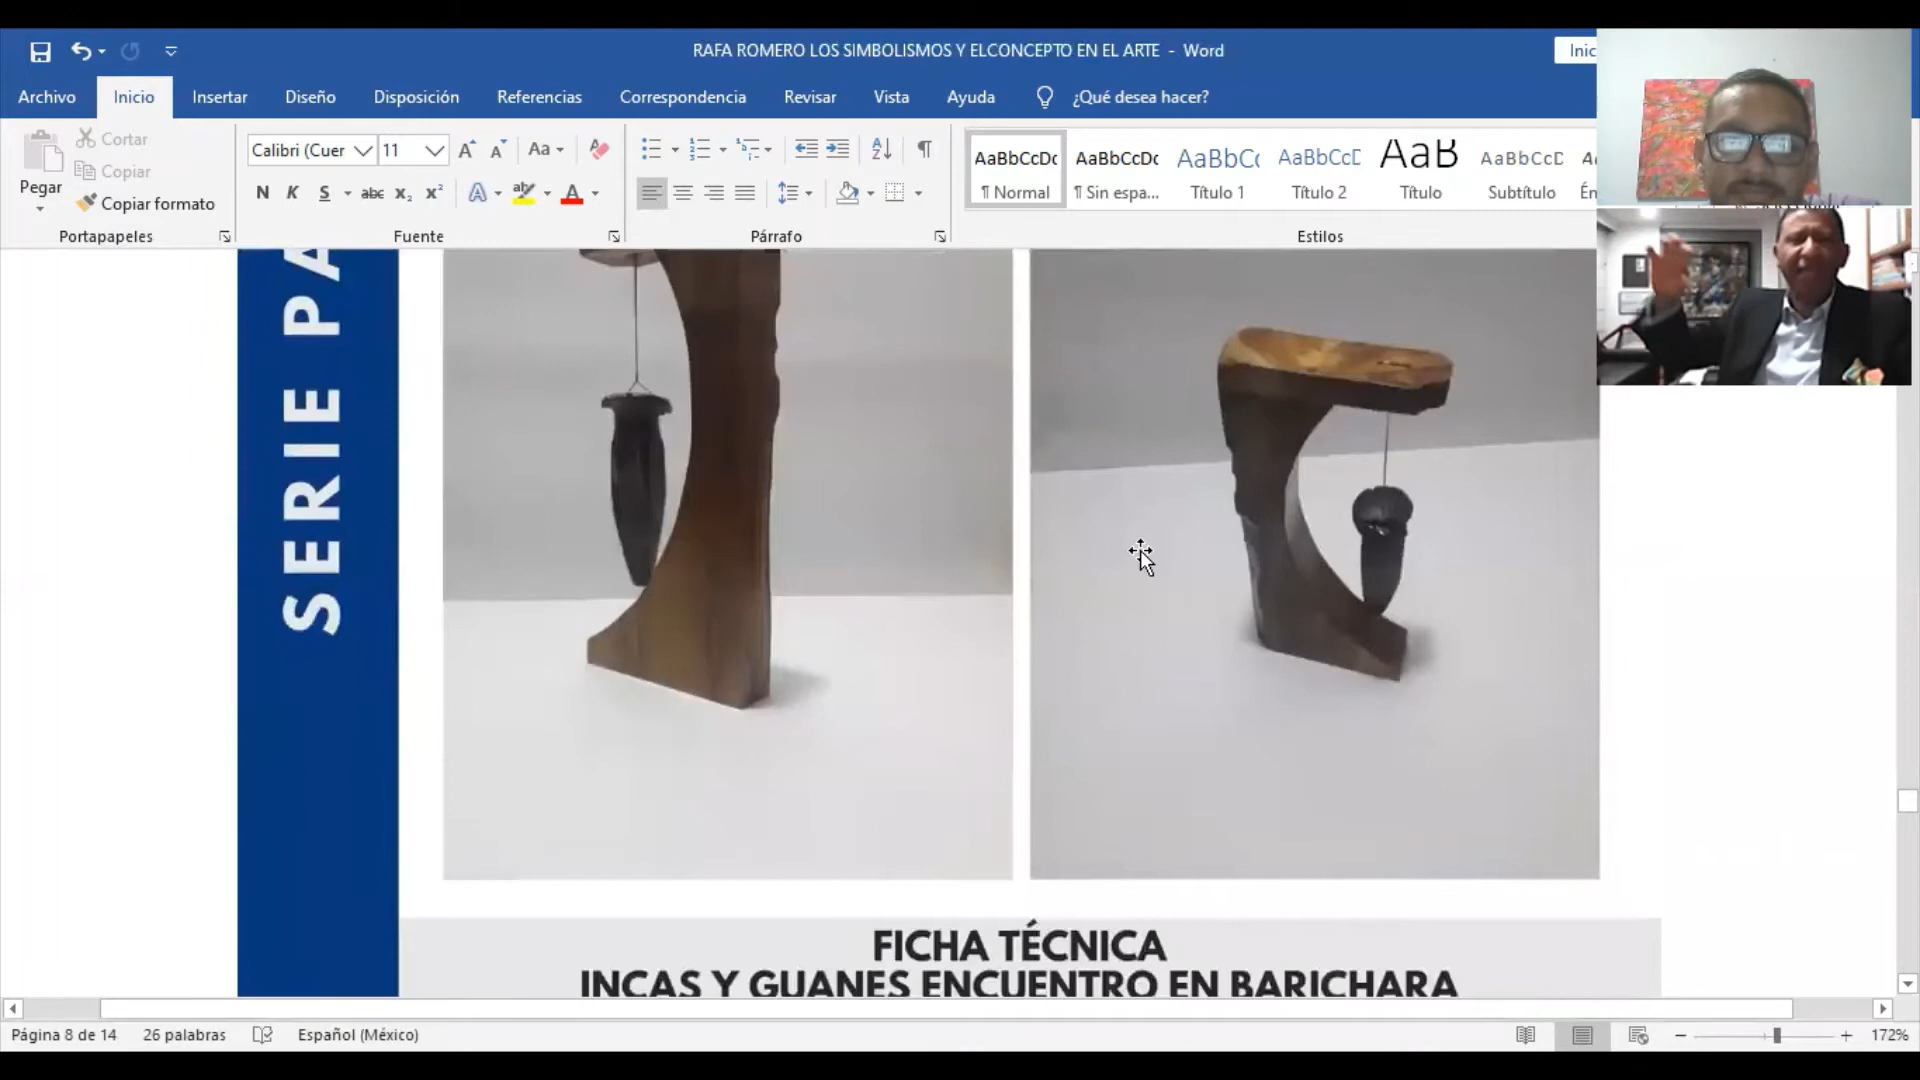 RAFA ROMERO LOS SIMBOLISMOS Y ELCONCEPTO EN EL ARTE - Word
Inic
Archivo
Inicio
Insertar
Diseño
Disposición
Referencias
Correspondencia
Revisar
Vista
Ayuda
¿Qué desea hacer?
Pegar
Cortar
Copiar
Copiar formato
Portapapeles
Calibri (Cuer
11
Aa
N K S abc x₂ x²
A
A
Fuente
Párrafo
AaBbCcDc
¶ Normal
AaBbCcDc
¶ Sin espa...
AaBbCc
Título 1
AaBbCcD
Título 2
AaB
Título
AaBbCcD
Subtítulo
Én
Estilos
SERIE PA
FICHA TÉCNICA
INCAS Y GUANES ENCUENTRO EN BARICHARA
Página 8 de 14
26 palabras
Español (México)
172%